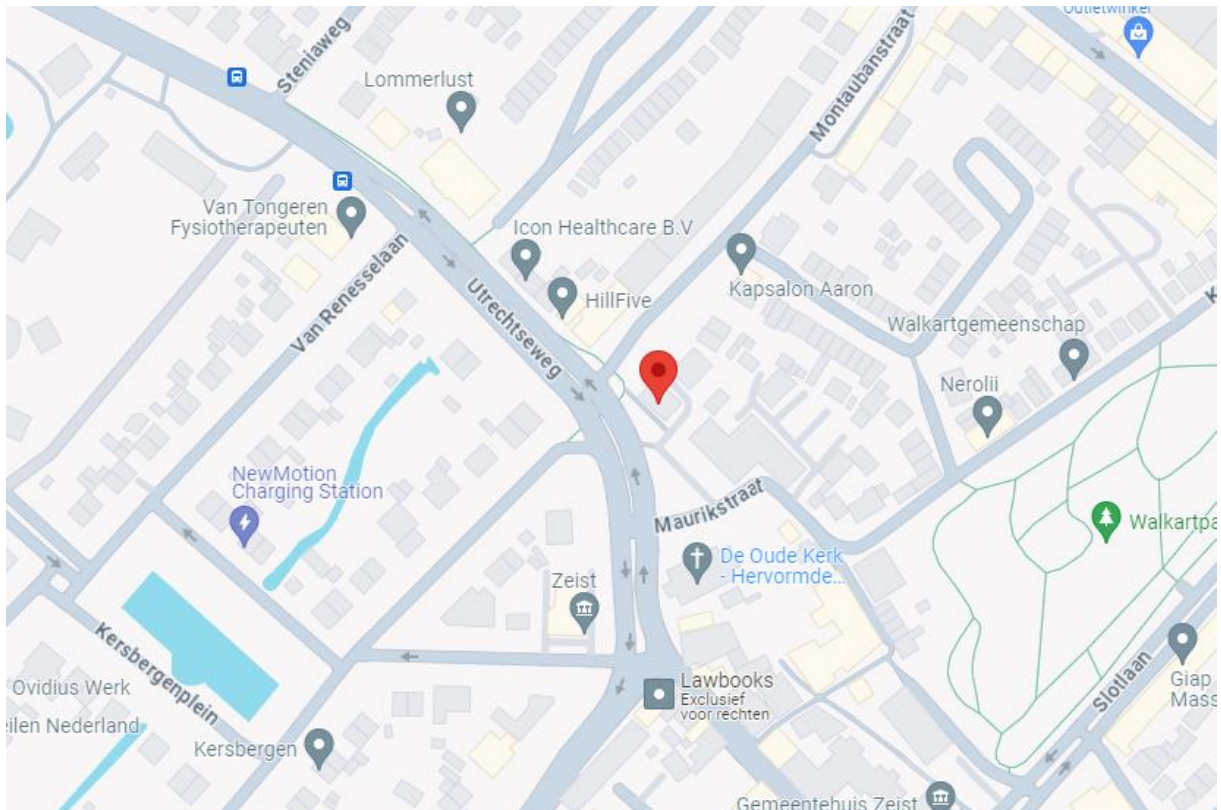 Outletwinkel
Steniaweg
Lommerlust
Montaubanstraat
Van Tongeren
Fysiotherapeuten
Icon Healthcare B.V
Van Renesselaan
Utrechtseweg
HillFive
Kapsalon Aaron
Walkartgemeenschap
K
Nerolii
NewMotion
Charging Station
Maurikstraat
Walkartpa
De Oude Kerk
- Hervormde...
Zeist
Kersbergenplein
Slotlaan
Ovidius Werk
eilen Nederland
Lawbooks
Exclusief
voor rechten
Giap
Mass
Kersbergen
Gemeentehuis Zeist